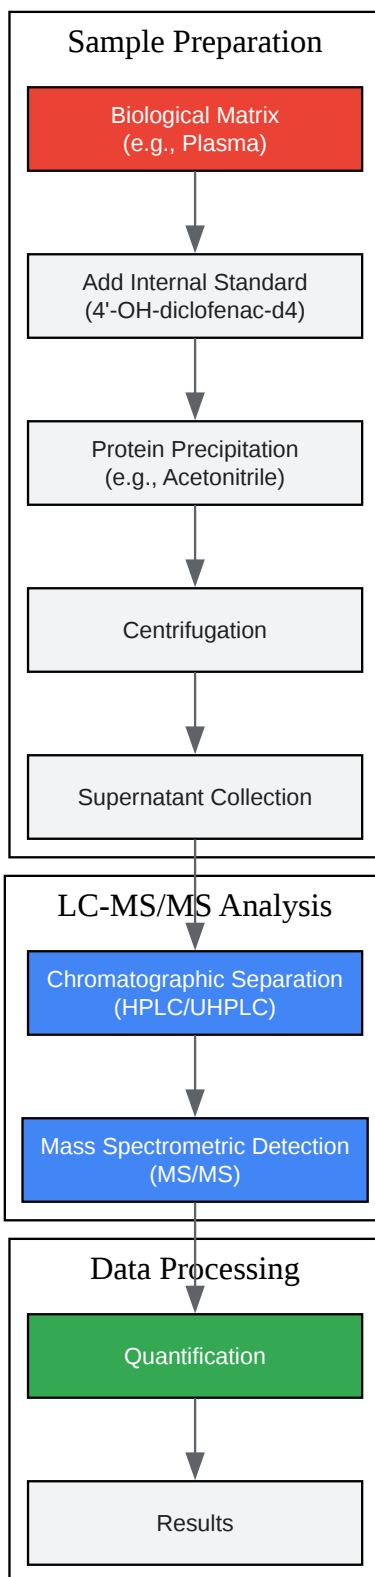 Sample Preparation
Biological Matrix
(e.g., Plasma)
Add Internal Standard
(4'-OH-diclofenac-d4)
Protein Precipitation
(e.g., Acetonitrile)
Centrifugation
Supernatant Collection
LC-MS/MS Analysis
Chromatographic Separation
(HPLC/UHPLC)
Mass Spectrometric Detection
(MS/MS)
Data Processing
Quantification
Results